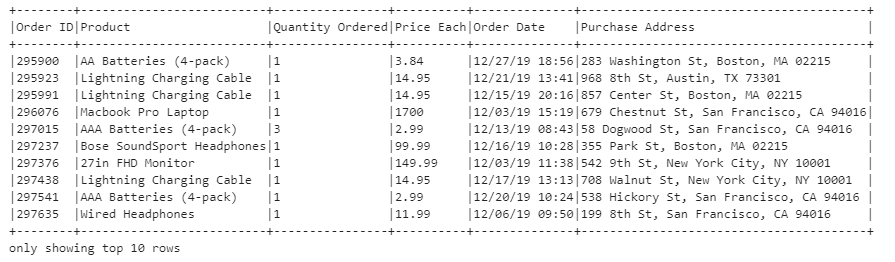 +--------+--------------------------+----------------+----------+--------------+-----------------------------------------+
|Order ID|Product                   |Quantity Ordered|Price Each|Order Date    |Purchase Address                         |
+--------+--------------------------+----------------+----------+--------------+-----------------------------------------+
|295900  |AA Batteries (4-pack)     |1               |3.84      |12/27/19 18:56|283 Washington St, Boston, MA 02215      |
|295923  |Lightning Charging Cable  |1               |14.95     |12/21/19 13:41|968 8th St, Austin, TX 73301             |
|295991  |Lightning Charging Cable  |1               |14.95     |12/15/19 20:16|857 Center St, Boston, MA 02215          |
|296076  |Macbook Pro Laptop        |1               |1700      |12/03/19 15:19|679 Chestnut St, San Francisco, CA 94016|
|297015  |AAA Batteries (4-pack)    |3               |2.99      |12/13/19 08:43|58 Dogwood St, San Francisco, CA 94016   |
|297237  |Bose SoundSport Headphones|1               |99.99     |12/16/19 10:28|355 Park St, Boston, MA 02215            |
|297376  |27in FHD Monitor          |1               |149.99    |12/03/19 11:38|542 9th St, New York City, NY 10001      |
|297438  |Lightning Charging Cable  |1               |14.95     |12/17/19 13:13|708 Walnut St, New York City, NY 10001   |
|297541  |AAA Batteries (4-pack)    |1               |2.99      |12/20/19 10:24|538 Hickory St, San Francisco, CA 94016  |
|297635  |Wired Headphones          |1               |11.99     |12/06/19 09:50|199 8th St, San Francisco, CA 94016      |
+--------+--------------------------+----------------+----------+--------------+-----------------------------------------+
only showing top 10 rows